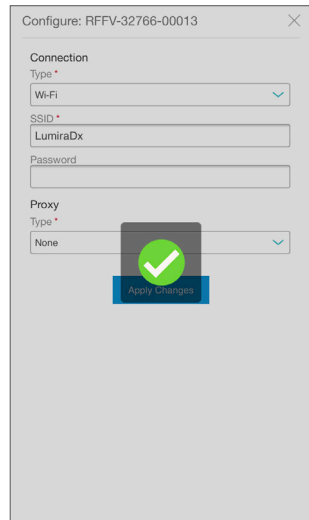 Configure: RFFV-32766-00013
Connection
Type *
Wi-Fi
SSID *
LumiraDx
Password
Proxy
Type *
None
Apply Changes